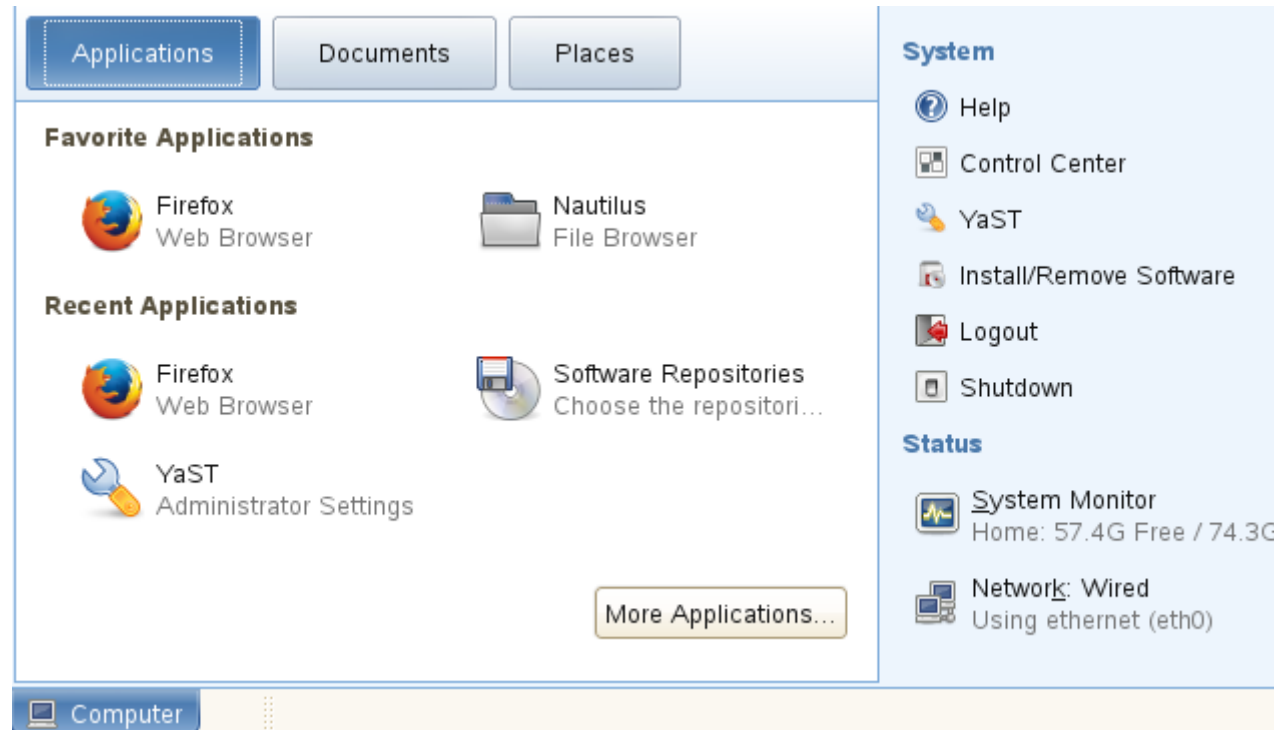 Applications
Documents
Places
Favorite Applications
Firefox
Web Browser
Nautilus
File Browser
Recent Applications
Firefox
Web Browser
Software Repositories
Choose the repositori...
YaST
Administrator Settings
More Applications...
System
Help
Control Center
YaST
Install/Remove Software
Logout
Shutdown
Status
System Monitor
Home: 57.4G Free / 74.3G
Network: Wired
Using ethernet (eth0)
Computer